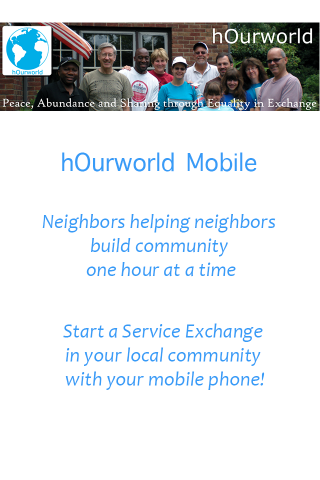 hOurworld
hOurworld
Peace, Abundance and Sharing through Equality in Exchange
hOurworld Mobile
Neighbors helping neighbors
build community
one hour at a time
Start a Service Exchange
in your local community
with your mobile phone!